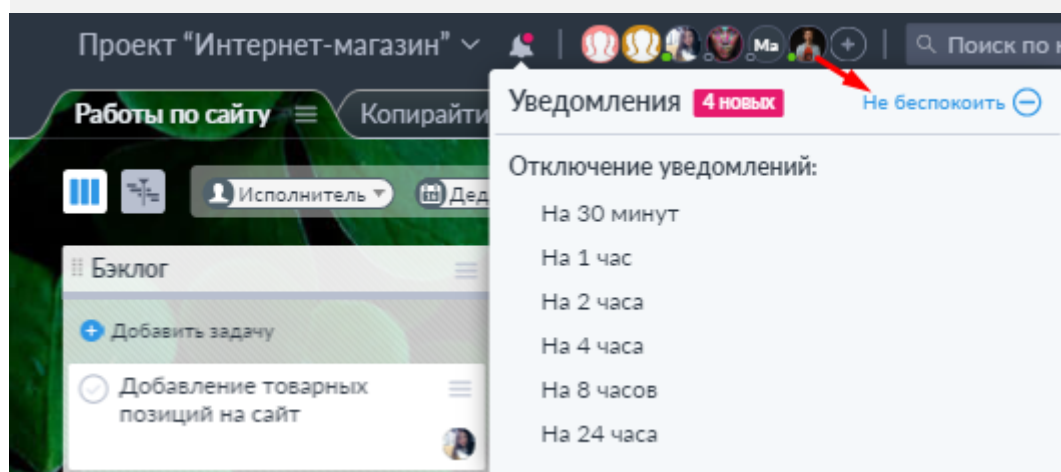 Проект “Интернет-магазин”
Ma
Поиск по
Работы по сайту
Копирайти
Уведомления 4 новых
Не беспокоить
Отключение уведомлений:
Исполнитель
Дед
На 30 минут
На 1 час
Бэклог
На 2 часа
Добавить задачу
На 4 часа
Добавление товарных
позиций на сайт
На 8 часов
На 24 часа